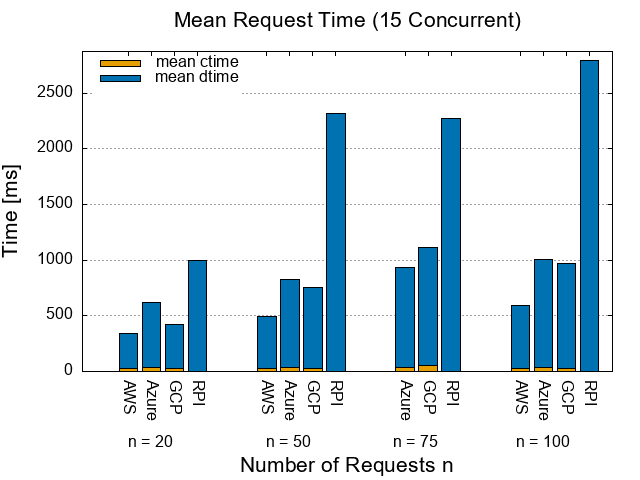 Mean Request Time (15 Concurrent)
mean ctime
mean dtime
Time [ms]
2500
2000
1500
1000
500
0
AWS Azure GCP RPI AWS Azure GCP RPI Azure GCP RPI AWS Azure GCP RPI
n = 20 n = 50 n = 75 n = 100
Number of Requests n